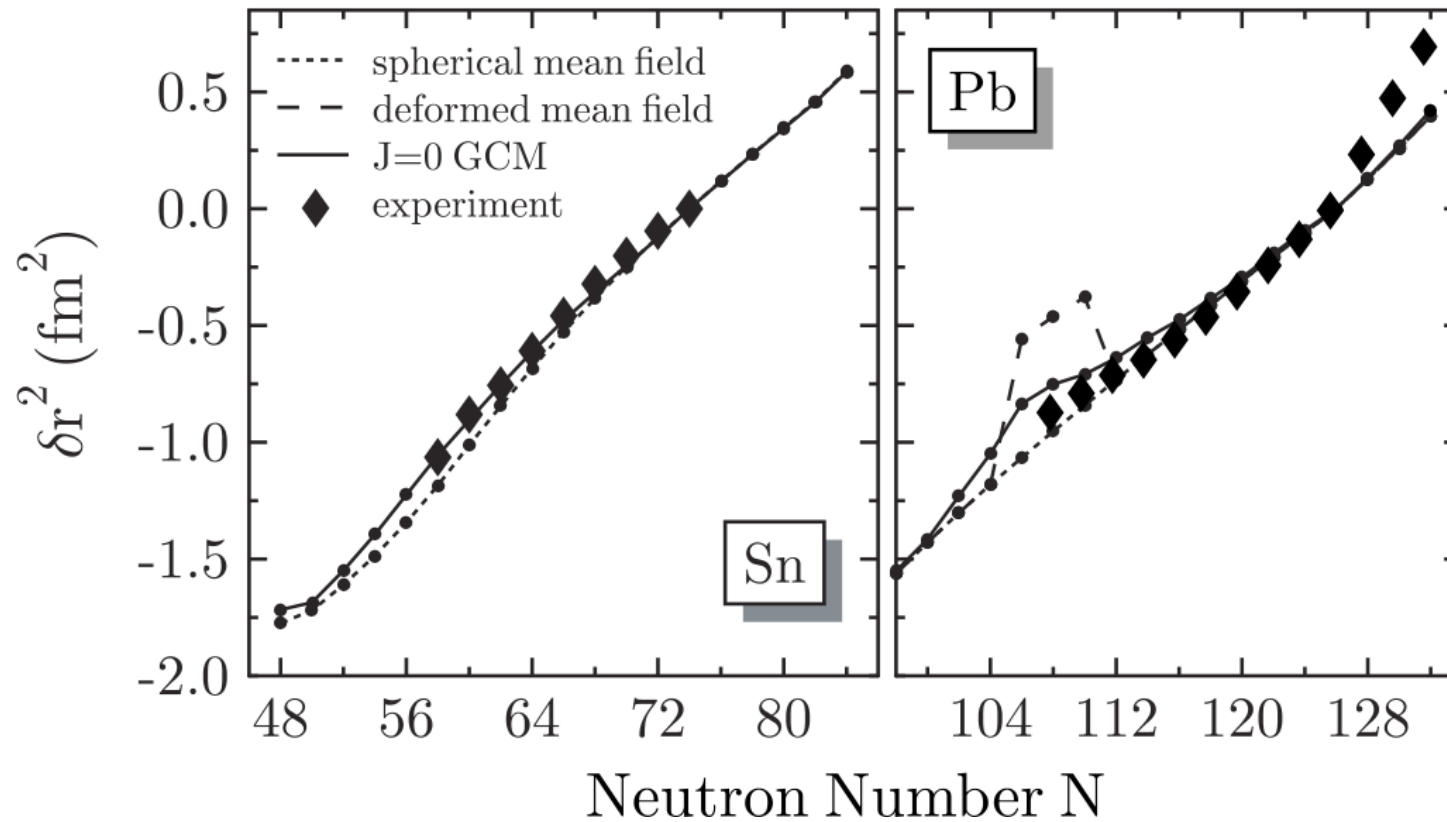 spherical mean field
deformed mean field
J=0 GCM
experiment
Pb
Sn
δr² (fm²)
0.5
0.0
-0.5
-1.0
-1.5
-2.0
48 56 64 72 80 104 112 120 128
Neutron Number N